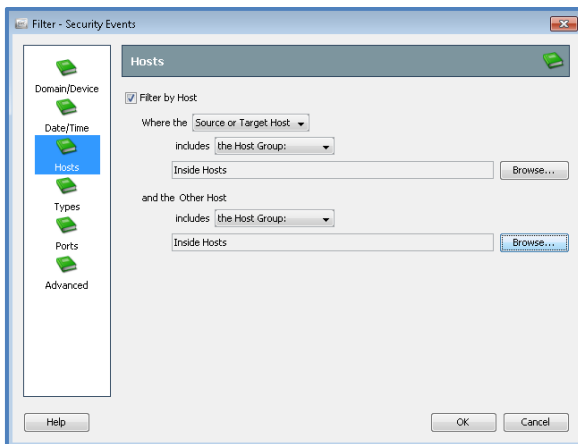 Filter - Security Events
Domain/Device
Date/Time
Hosts
Types
Ports
Advanced
Hosts
Filter by Host
Where the Source or Target Host
includes the Host Group:
Inside Hosts Browse...
and the Other Host
includes the Host Group:
Inside Hosts Browse...
Help OK Cancel